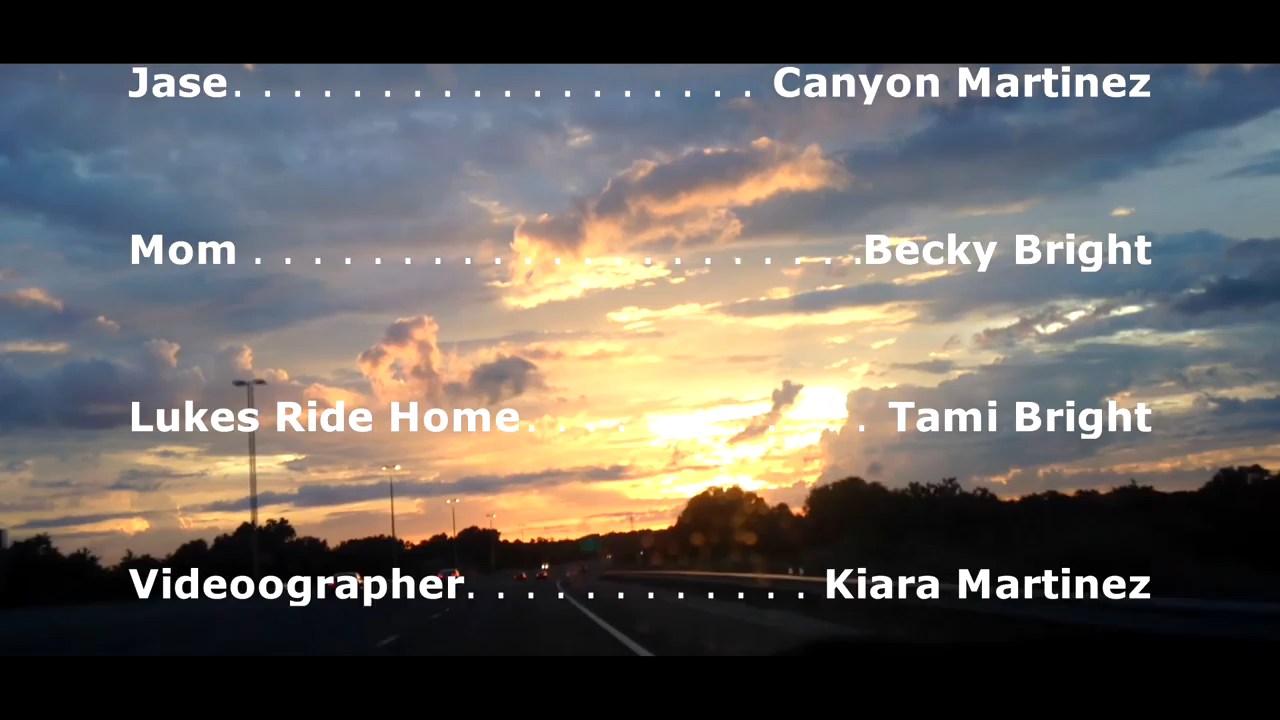 Jase. . . . . . . . . . . . . . . . . . Canyon Martinez
Mom . . . . . . . . . . . . . . . . . . . . .Becky Bright
Lukes Ride Home. . . . . . . . . . . . Tami Bright
Videoographer. . . . . . . . . . . . Kiara Martinez